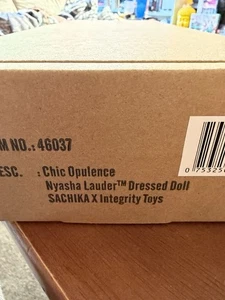 M NO.: 46037
ESC. : Chic Opulence
Nyasha Lauder™ Dressed Doll
SACHIKA X Integrity Toys